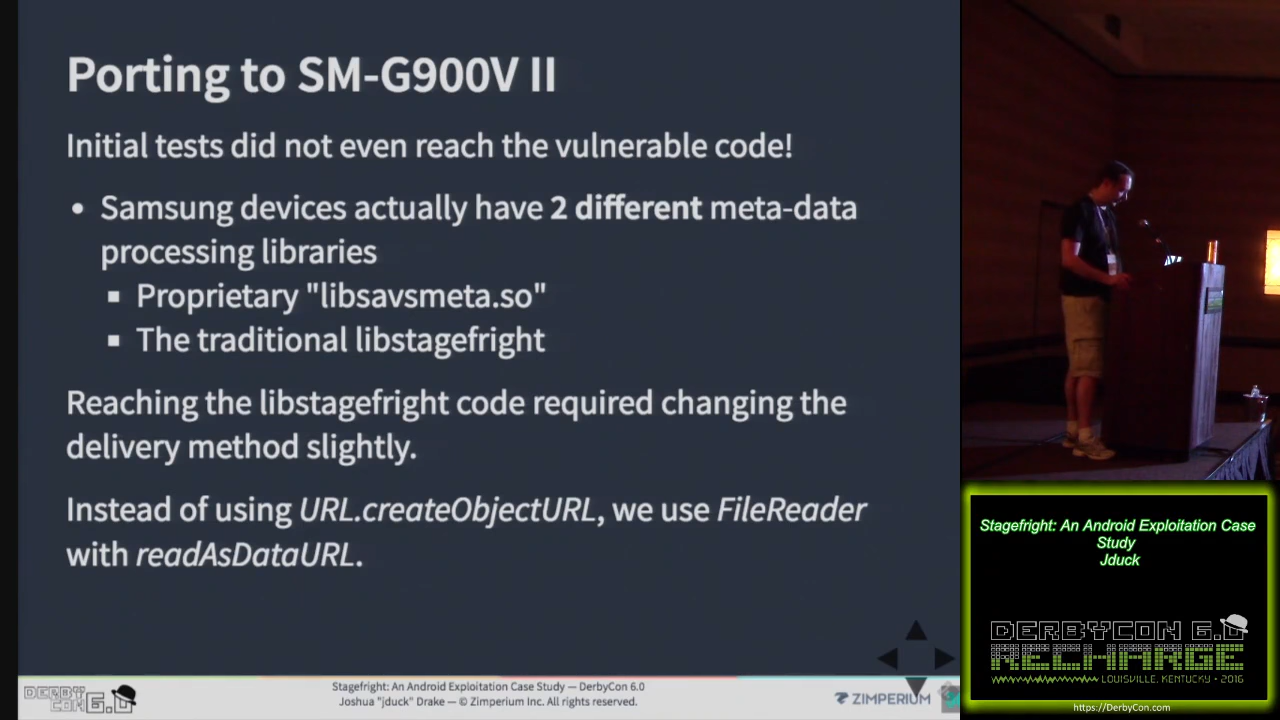 Porting to SM-G900V II
Initial tests did not even reach the vulnerable code!
• Samsung devices actually have 2 different meta-data
processing libraries
▪ Proprietary "libsavsmeta.so"
▪ The traditional libstagefright
Reaching the libstagefright code required changing the
delivery method slightly.
Instead of using URL.createObjectURL, we use FileReader
with readAsDataURL.
DERBY
CON 6.0
Stagefright: An Android Exploitation Case Study — DerbyCon 6.0
Joshua "jduck" Drake — © Zimperium Inc. All rights reserved.
ZIMPERIUM
Stagefright: An Android Exploitation Case
Study
Jduck
DERBYCON 6.0
RECHARGE
LOUISVILLE, KENTUCKY • 2016
https://DerbyCon.com